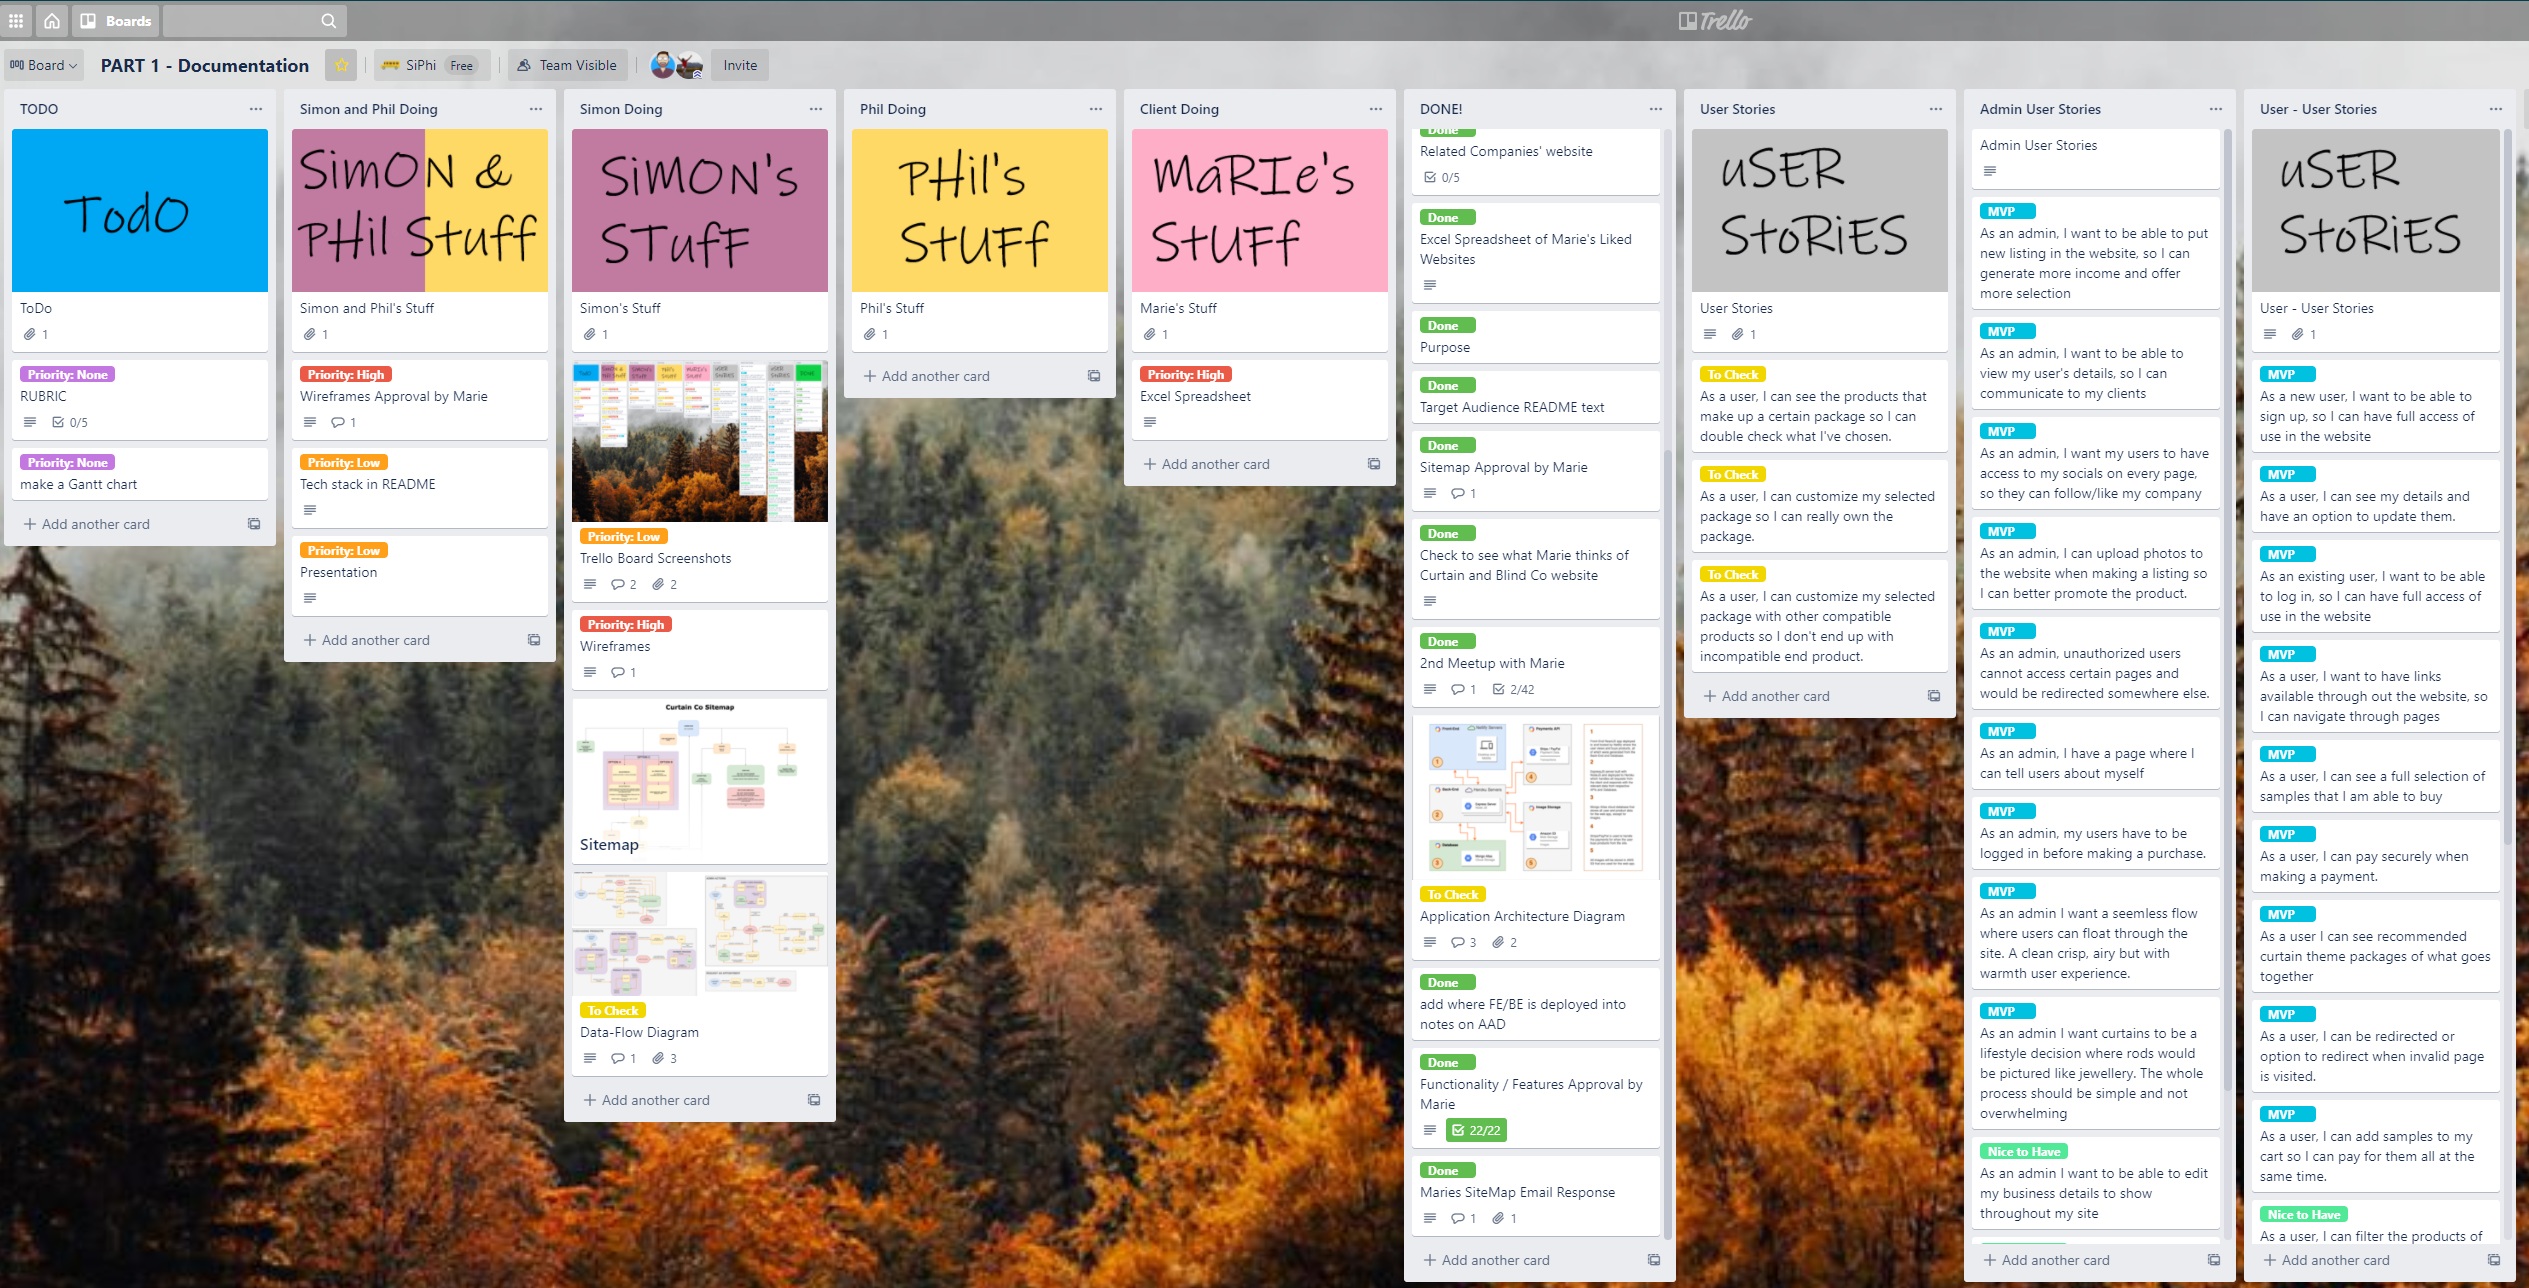 Boards
Trello
Board
PART 1 - Documentation
SiPhi Free
Team Visible
Invite
TODO
TodO
ToDo
1
Priority: None
RUBRIC
0/5
Priority: None
make a Gantt chart
Add another card
Simon and Phil Doing
SimON &
PHil Stuff
Simon and Phil's Stuff
1
Priority: High
Wireframes Approval by Marie
1
Priority: Low
Tech stack in README
Priority: Low
Presentation
Add another card
Simon Doing
SiMON's
STuFF
Simon's Stuff
1
Priority: Low
Trello Board Screenshots
2 2
Priority: High
Wireframes
1
Curtain Co Sitemap
Sitemap
To Check
Data-Flow Diagram
1 3
Add another card
Phil Doing
PHil's
StUFf
Phil's Stuff
1
Add another card
Client Doing
MaRIe's
StUFf
Marie's Stuff
1
Priority: High
Excel Spreadsheet
Add another card
DONE!
Done
Related Companies' website
0/5
Done
Excel Spreadsheet of Marie's Liked
Websites
Done
Purpose
Done
Target Audience README text
Done
Sitemap Approval by Marie
1
Done
Check to see what Marie thinks of
Curtain and Blind Co website
Done
2nd Meetup with Marie
1 2/42
To Check
Application Architecture Diagram
3 2
Done
add where FE/BE is deployed into
notes on AAD
Done
Functionality / Features Approval by
Marie
22/22
Done
Maries SiteMap Email Response
1 1
Add another card
User Stories
uSER
StoRiES
User Stories
1
To Check
As a user, I can see the products that
make up a certain package so I can
double check what I've chosen.
To Check
As a user, I can customize my selected
package so I can really own the
package.
To Check
As a user, I can customize my selected
package with other compatible
products so I don't end up with
incompatible end product.
Add another card
Admin User Stories
Admin User Stories
MVP
As an admin, I want to be able to put
new listing in the website, so I can
generate more income and offer
more selection
MVP
As an admin, I want to be able to
view my user's details, so I can
communicate to my clients
MVP
As an admin, I want my users to have
access to my socials on every page,
so they can follow/like my company
MVP
As an admin, I can upload photos to
the website when making a listing so
I can better promote the product.
MVP
As an admin, unauthorized users
cannot access certain pages and
would be redirected somewhere else.
MVP
As an admin, I have a page where I
can tell users about myself
MVP
As an admin, my users have to be
logged in before making a purchase.
MVP
As an admin I want a seemless flow
where users can float through the
site. A clean crisp, airy but with
warmth user experience.
MVP
As an admin I want curtains to be a
lifestyle decision where rods would
be pictured like jewellery. The whole
process should be simple and not
overwhelming
Nice to Have
As an admin I want to be able to edit
my business details to show
throughout my site
Add another card
User - User Stories
uSER
StoRiES
User - User Stories
1
MVP
As a new user, I want to be able to
sign up, so I can have full access of
use in the website
MVP
As a user, I can see my details and
have an option to update them.
MVP
As an existing user, I want to be able
to log in, so I can have full access of
use in the website
MVP
As a user, I want to have links
available through out the website, so
I can navigate through pages
MVP
As a user, I can see a full selection of
samples that I am able to buy
MVP
As a user, I can pay securely when
making a payment.
MVP
As a user I can see recommended
curtain theme packages of what goes
together
MVP
As a user, I can be redirected or
option to redirect when invalid page
is visited.
MVP
As a user, I can add samples to my
cart so I can pay for them all at the
same time.
Nice to Have
As a user, I can filter the products of
Add another card